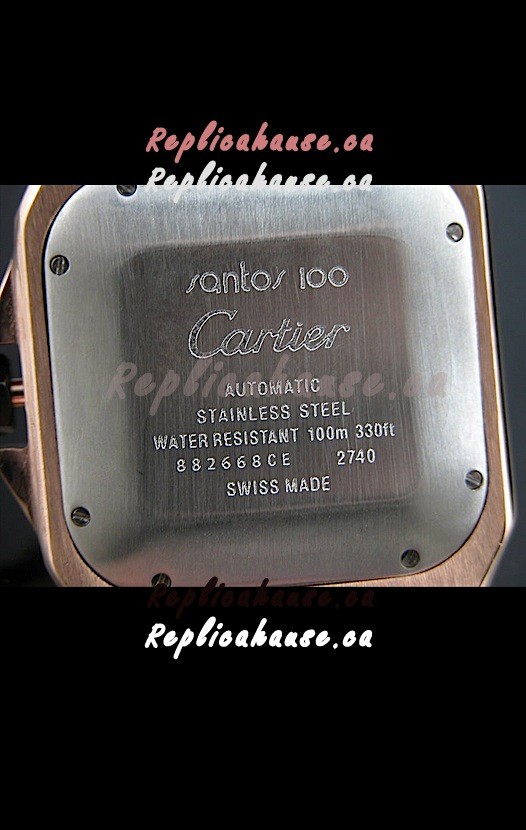 Replicahause.ca
Replicahause.ca
santos 100
Cartier
Replicahause.ca
AUTOMATIC
STAINLESS STEEL
WATER RESISTANT 100m 330ft
882668CE 2740
SWISS MADE
Replicahause.ca
Replicahause.ca